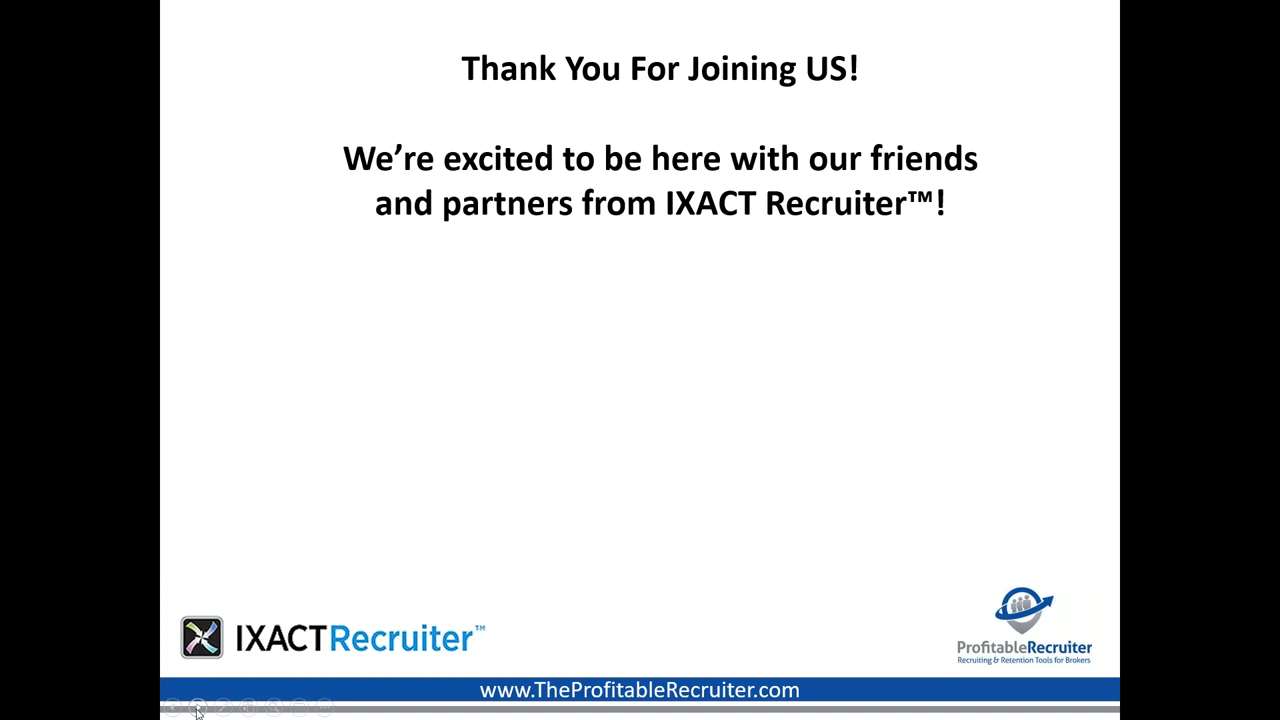 Thank You For Joining US!
We’re excited to be here with our friends
and partners from IXACT Recruiter™!
IXACTRecruiter™
ProfitableRecruiter
Recruiting & Retention Tools for Brokers
www.TheProfitableRecruiter.com